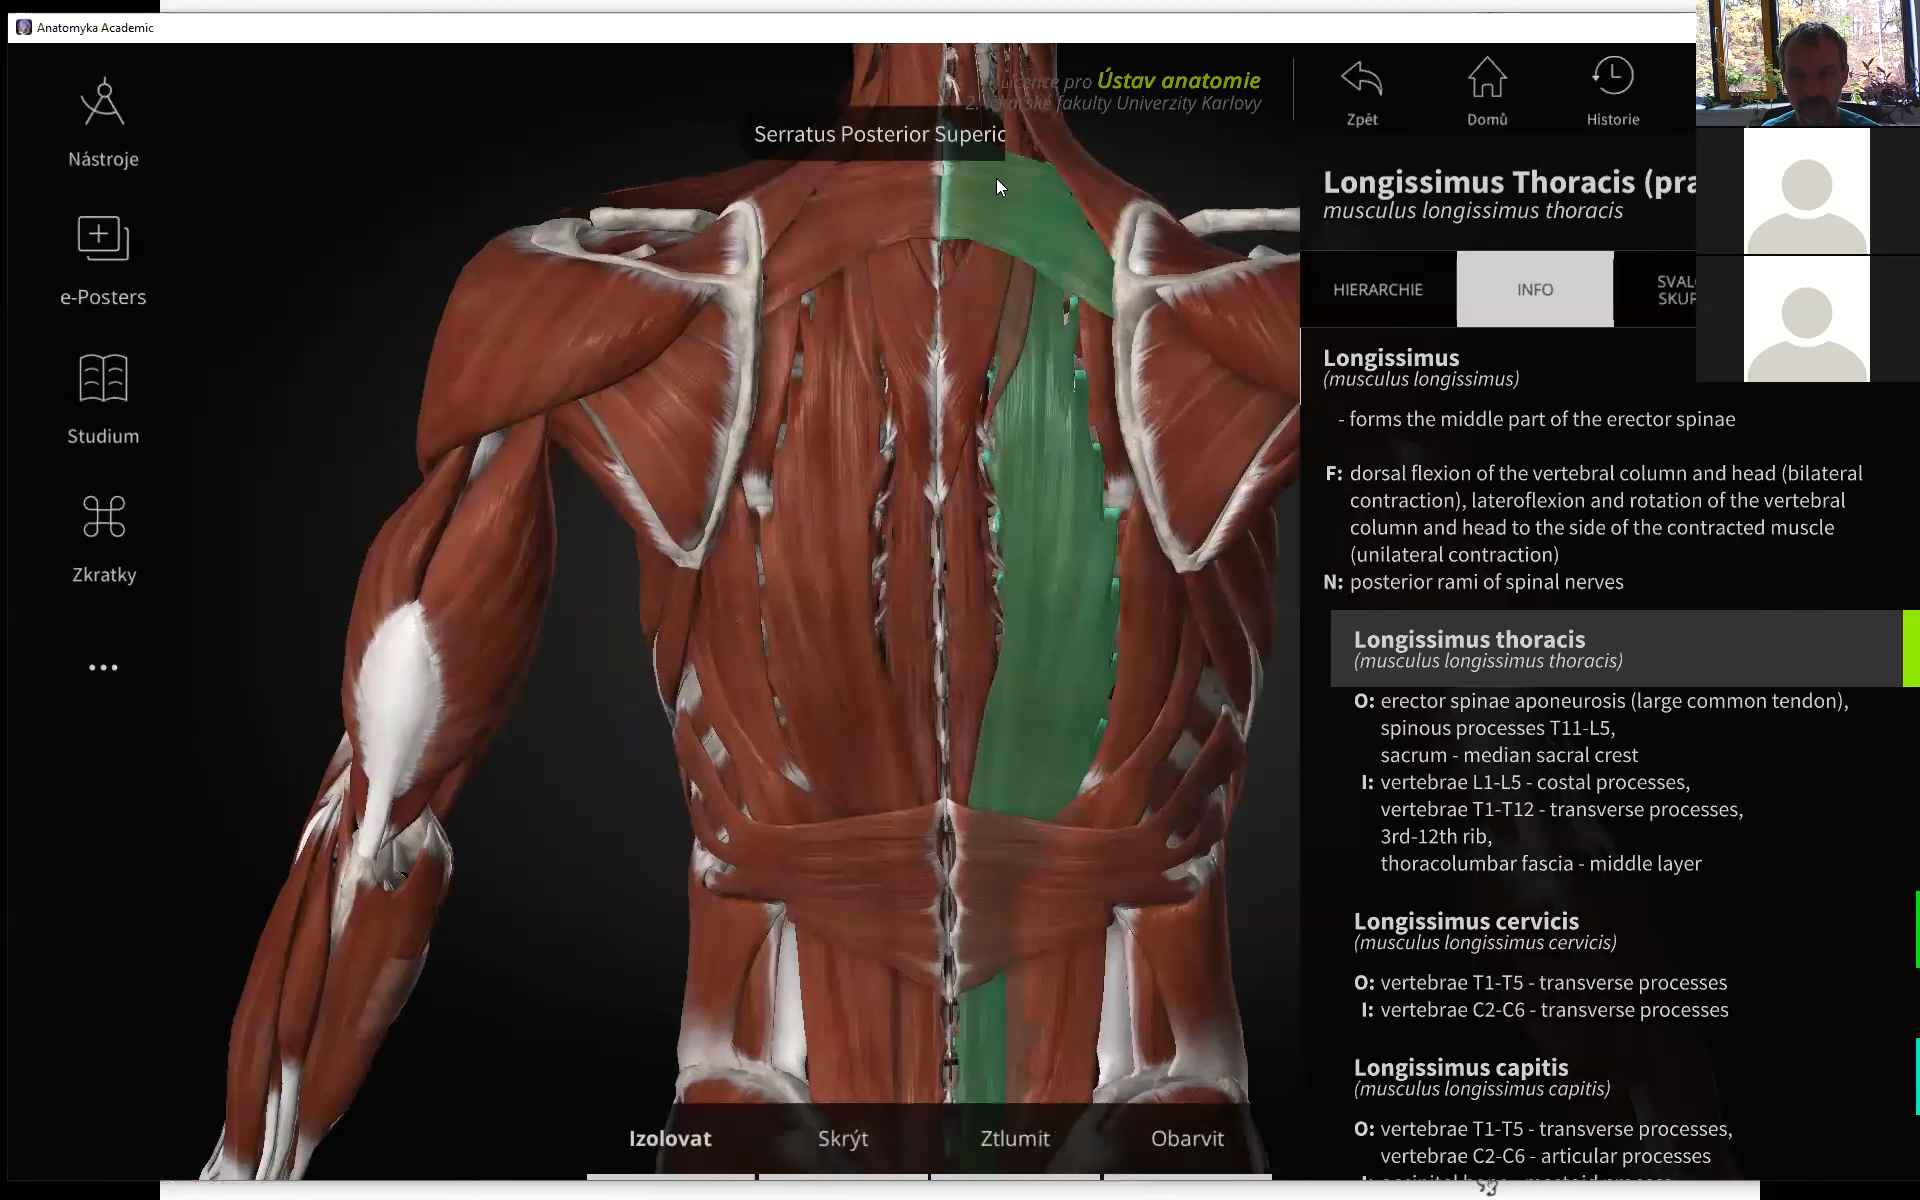 Anatomyka Academic
Nástroje
e-Posters
Studium
Zkratky
Licence pro Ústav anatomie
2. lékařské fakulty Univerzity Karlovy
Serratus Posterior Superio
Zpět
Domů
Historie
Longissimus Thoracis (pra
musculus longissimus thoracis
HIERARCHIE
INFO
SVAL
SKUP
Longissimus
(musculus longissimus)
- forms the middle part of the erector spinae
F: dorsal flexion of the vertebral column and head (bilateral
contraction), lateroflexion and rotation of the vertebral
column and head to the side of the contracted muscle
(unilateral contraction)
N: posterior rami of spinal nerves
Longissimus thoracis
(musculus longissimus thoracis)
O: erector spinae aponeurosis (large common tendon),
spinous processes T11-L5,
sacrum - median sacral crest
I: vertebrae L1-L5 - costal processes,
vertebrae T1-T12 - transverse processes,
3rd-12th rib,
thoracolumbar fascia - middle layer
Longissimus cervicis
(musculus longissimus cervicis)
O: vertebrae T1-T5 - transverse processes
I: vertebrae C2-C6 - transverse processes
Longissimus capitis
(musculus longissimus capitis)
O: vertebrae T1-T5 - transverse processes,
vertebrae C2-C6 - articular processes
Izolovat
Skrýt
Ztlumit
Obarvit